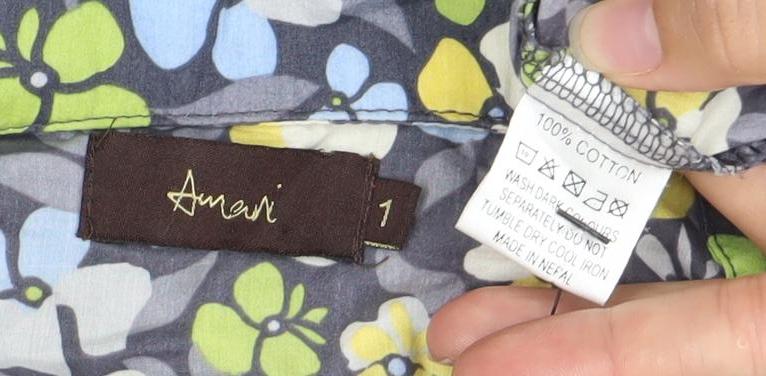 Amari
1
100% COTTON
WASH DARK COLOURS
SEPARATELY DO NOT
TUMBLE DRY COOL IRON
MADE IN NEPAL